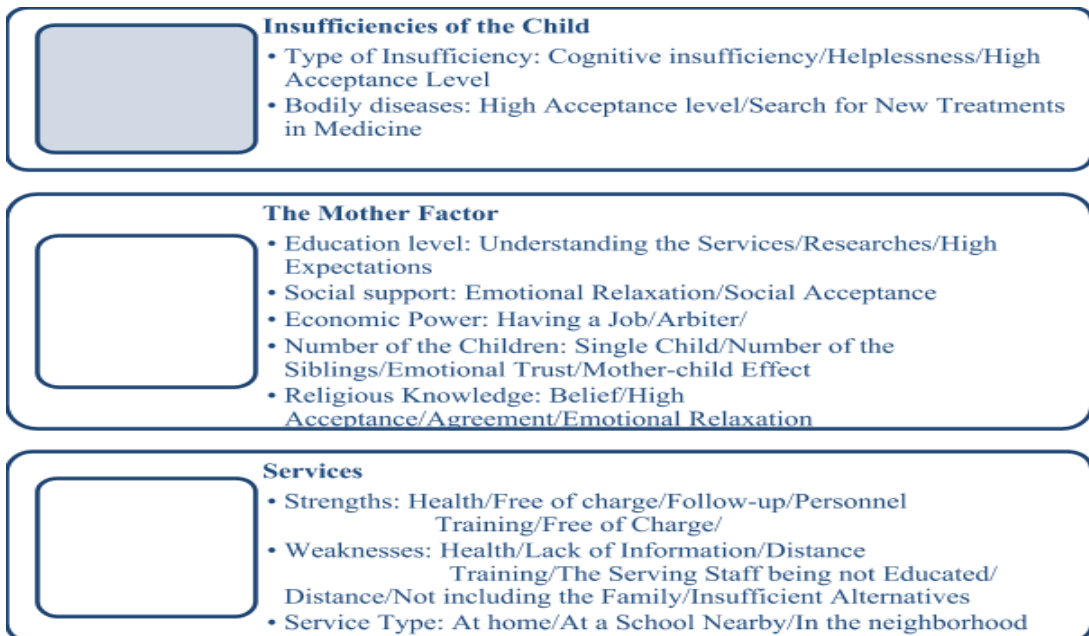 Insufficiencies of the Child
• Type of Insufficiency: Cognitive insufficiency/Helplessness/High
Acceptance Level
• Bodily diseases: High Acceptance level/Search for New Treatments
in Medicine
The Mother Factor
• Education level: Understanding the Services/Researches/High
Expectations
• Social support: Emotional Relaxation/Social Acceptance
• Economic Power: Having a Job/Arbiter/
• Number of the Children: Single Child/Number of the
Siblings/Emotional Trust/Mother-child Effect
• Religious Knowledge: Belief/High
Acceptance/Agreement/Emotional Relaxation
Services
• Strengths: Health/Free of charge/Follow-up/Personnel
Training/Free of Charge/
• Weaknesses: Health/Lack of Information/Distance
Training/The Serving Staff being not Educated/
Distance/Not including the Family/Insufficient Alternatives
• Service Type: At home/At a School Nearby/In the neighborhood